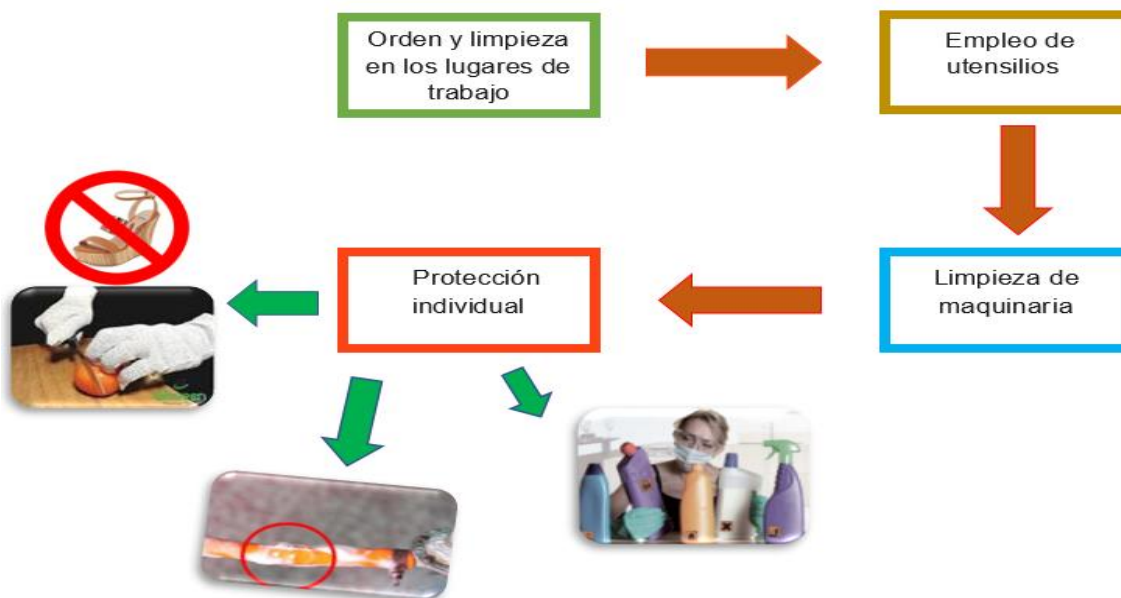 Orden y limpieza
en los lugares de
trabajo
Empleo de
utensilios
Limpieza de
maquinaria
Protección
individual